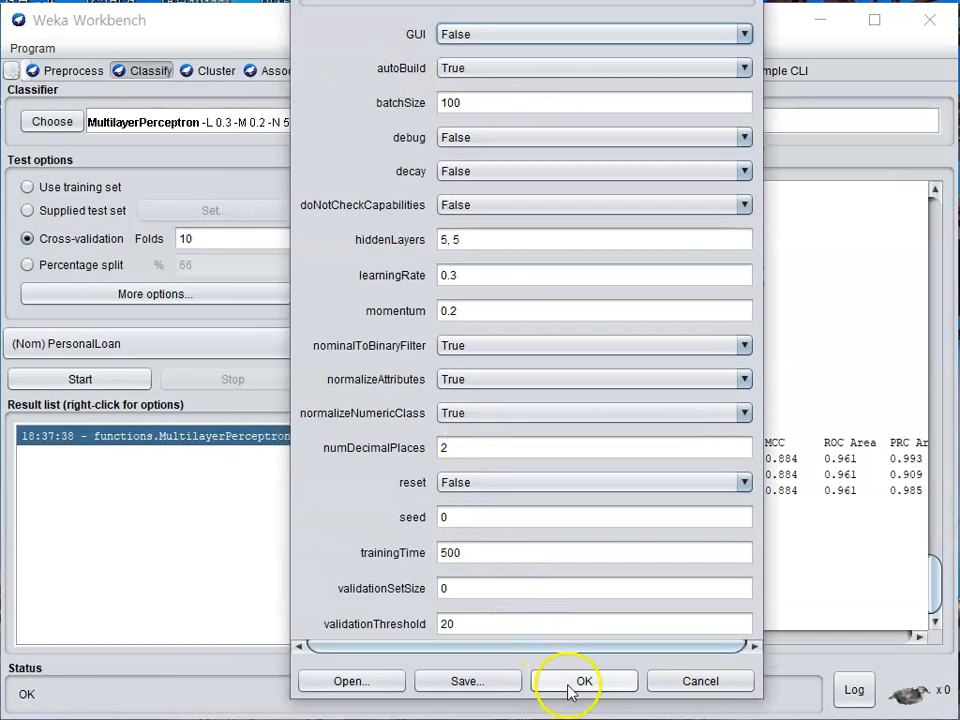 Weka Workbench
Program
Preprocess Classify Cluster Asso mple CLI
Classifier
Choose MultilayerPerceptron -L 0.3 -M 0.2 -N 5
Test options
Use training set
Supplied test set Set...
Cross-validation Folds 10
Percentage split % 66
More options...
(Nom) PersonalLoan
Start Stop
Result list (right-click for options)
18:37:38 - functions.MultilayerPerceptron
GUI False
autoBuild True
batchSize 100
debug False
decay False
doNotCheckCapabilities False
hiddenLayers 5, 5
learningRate 0.3
momentum 0.2
nominalToBinaryFilter True
normalizeAttributes True
normalizeNumericClass True
numDecimalPlaces 2
reset False
seed 0
trainingTime 500
validationSetSize 0
validationThreshold 20
Open... Save... OK Cancel
MCC ROC Area PRC Ar
0.884 0.961 0.993
0.884 0.961 0.909
0.884 0.961 0.985
Status
OK
Log x 0